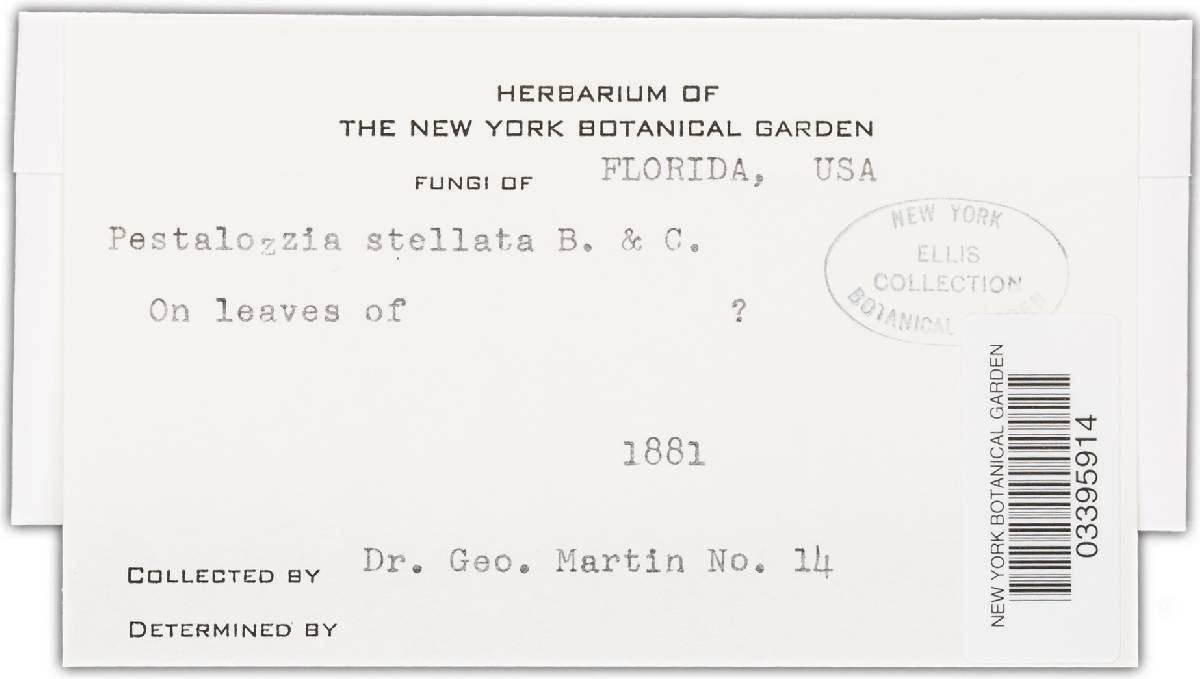 HERBARIUM OF
THE NEW YORK BOTANICAL GARDEN
FUNGI OF FLORIDA, USA
Pestalozzia stellata B. & C.
On leaves of ?
NEW YORK
ELLIS
COLLECTION
BOTANICAL
1881
COLLECTED BY Dr. Geo. Martin No. 14
DETERMINED BY
NEW YORK BOTANICAL GARDEN
03395914